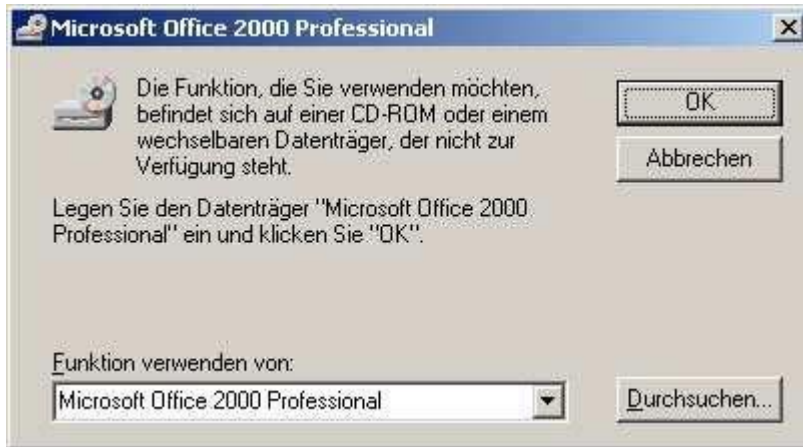 Microsoft Office 2000 Professional
Die Funktion, die Sie verwenden möchten,
befindet sich auf einer CD-ROM oder einem
wechselbaren Datenträger, der nicht zur
Verfügung steht.
OK
Abbrechen
Legen Sie den Datenträger "Microsoft Office 2000
Professional" ein und klicken Sie "OK".
Funktion verwenden von:
Microsoft Office 2000 Professional
Durchsuchen...